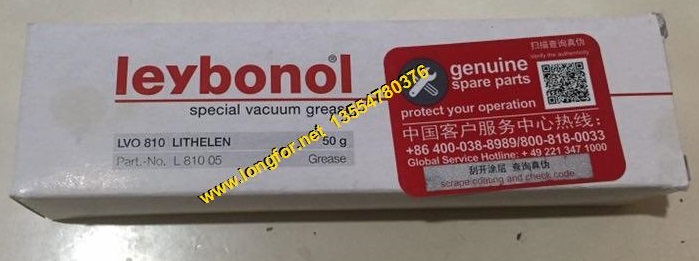 leybonol®
special vacuum grease
LVO 810 LITHELEN 50 g
Part.-No. L 810 05 Grease
扫描查询真伪
verify the authenticity
genuine
spare parts
protect your operation
中国客户服务中心热线:
+86 400-038-8989/800-818-0033
Global Service Hotline: + 49 221 347 1000
刮开涂层 查询真伪
scrape coating and check code
www.longfor.net 13554780376